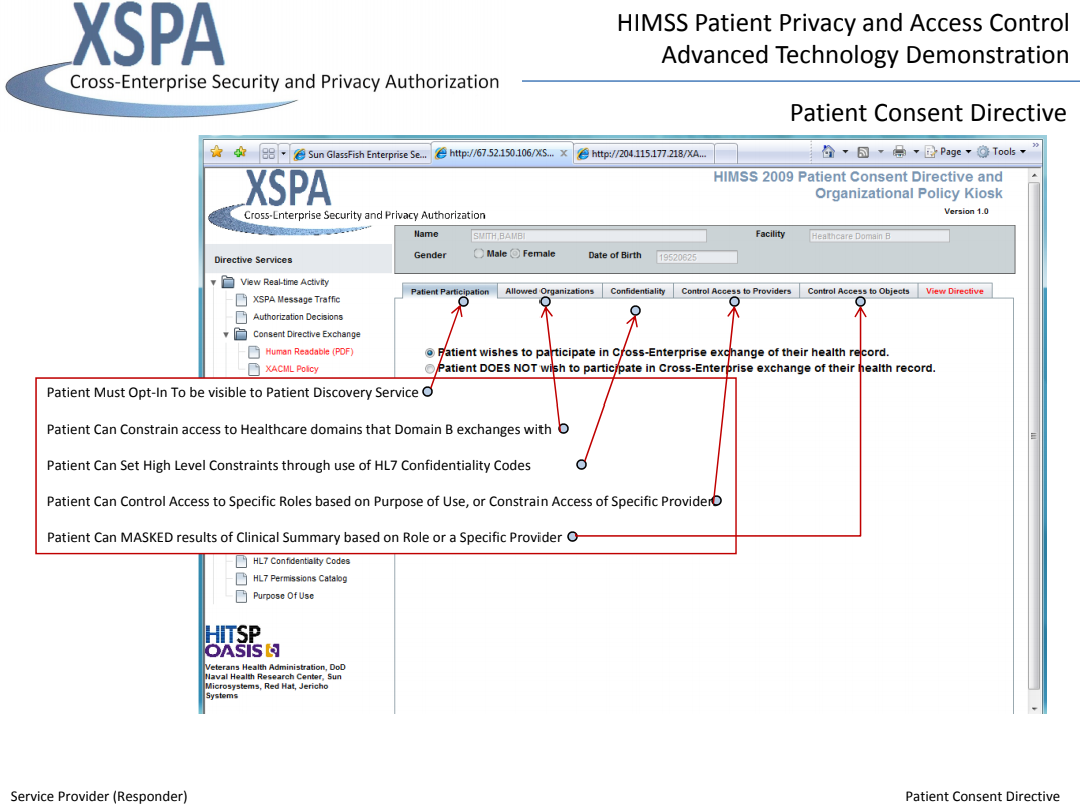 XSPA
Cross-Enterprise Security and Privacy Authorization
HIMSS Patient Privacy and Access Control
Advanced Technology Demonstration
Patient Consent Directive
Sun GlassFish Enterprise Se...
http://67.52.150.106/XS...
http://204.115.177.218/XA...
Page
Tools
XSPA
Cross-Enterprise Security and Privacy Authorization
HIMSS 2009 Patient Consent Directive and
Organizational Policy Kiosk
Version 1.0
Name
SMITH,BAMBI
Facility
Healthcare Domain B
Gender
Male
Female
Date of Birth
19520625
Directive Services
View Real-time Activity
XSPA Message Traffic
Authorization Decisions
Consent Directive Exchange
Human Readable (PDF)
XACML Policy
Patient Participation
Allowed Organizations
Confidentiality
Control Access to Providers
Control Access to Objects
View Directive
Patient wishes to participate in Cross-Enterprise exchange of their health record.
Patient DOES NOT wish to participate in Cross-Enterprise exchange of their health record.
Patient Must Opt-In To be visible to Patient Discovery Service
Patient Can Constrain access to Healthcare domains that Domain B exchanges with
Patient Can Set High Level Constraints through use of HL7 Confidentiality Codes
Patient Can Control Access to Specific Roles based on Purpose of Use, or Constrain Access of Specific Provider
Patient Can MASKED results of Clinical Summary based on Role or a Specific Provider
HL7 Confidentiality Codes
HL7 Permissions Catalog
Purpose Of Use
HITSP
OASIS
Veterans Health Administration, DoD
Naval Health Research Center, Sun
Microsystems, Red Hat, Jericho
Systems
Service Provider (Responder)
Patient Consent Directive